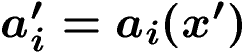 a'_i = a_i(x')